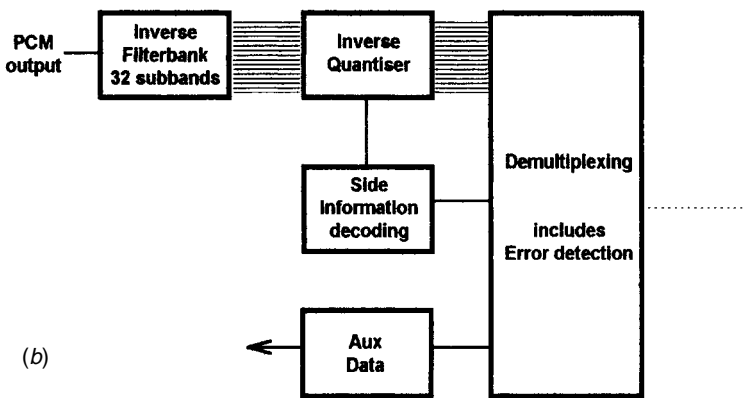 PCM
output
Inverse
Filterbank
32 subbands
Inverse
Quantiser
Side
information
decoding
Demultiplexing
includes
Error detection
Aux
Data
(b)